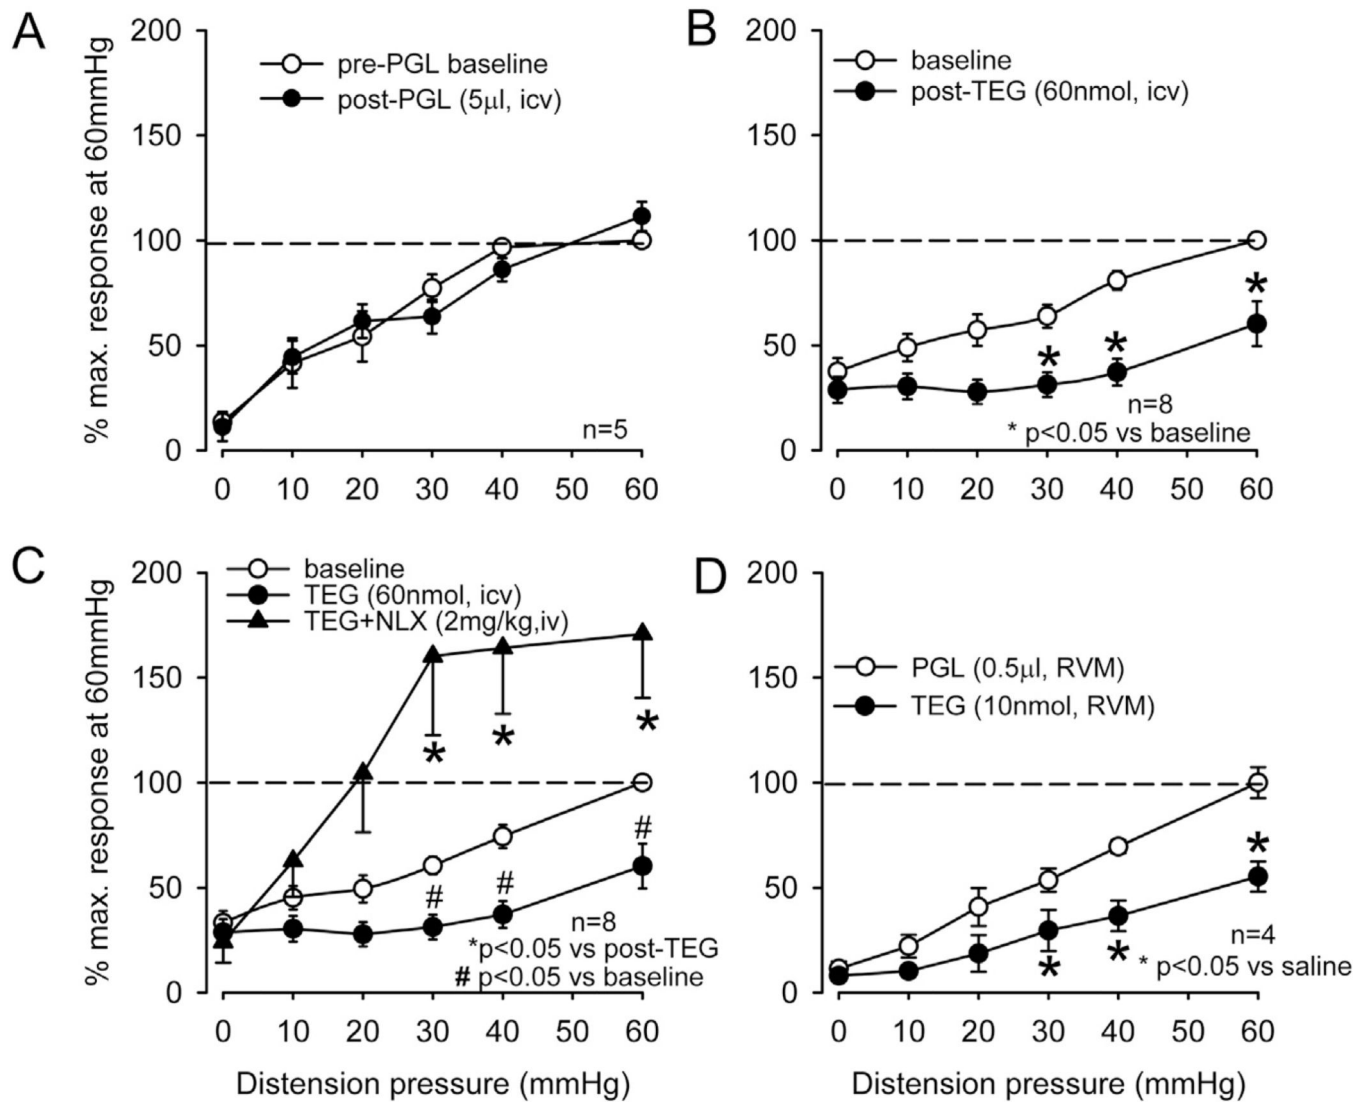 A
% max. response at 60mmHg
200
150
100
50
0
pre-PGL baseline
post-PGL (5μl, icv)
n=5
0 10 20 30 40 50 60
B
200
150
100
50
0
baseline
post-TEG (60nmol, icv)
*
*
*
n=8
* p<0.05 vs baseline
0 10 20 30 40 50 60
C
% max. response at 60mmHg
200
150
100
50
0
baseline
TEG (60nmol, icv)
TEG+NLX (2mg/kg,iv)
*
*
*
#
#
#
n=8
*p<0.05 vs post-TEG
# p<0.05 vs baseline
0 10 20 30 40 50 60
Distension pressure (mmHg)
D
200
150
100
50
0
PGL (0.5μl, RVM)
TEG (10nmol, RVM)
*
*
*
n=4
* p<0.05 vs saline
0 10 20 30 40 50 60
Distension pressure (mmHg)